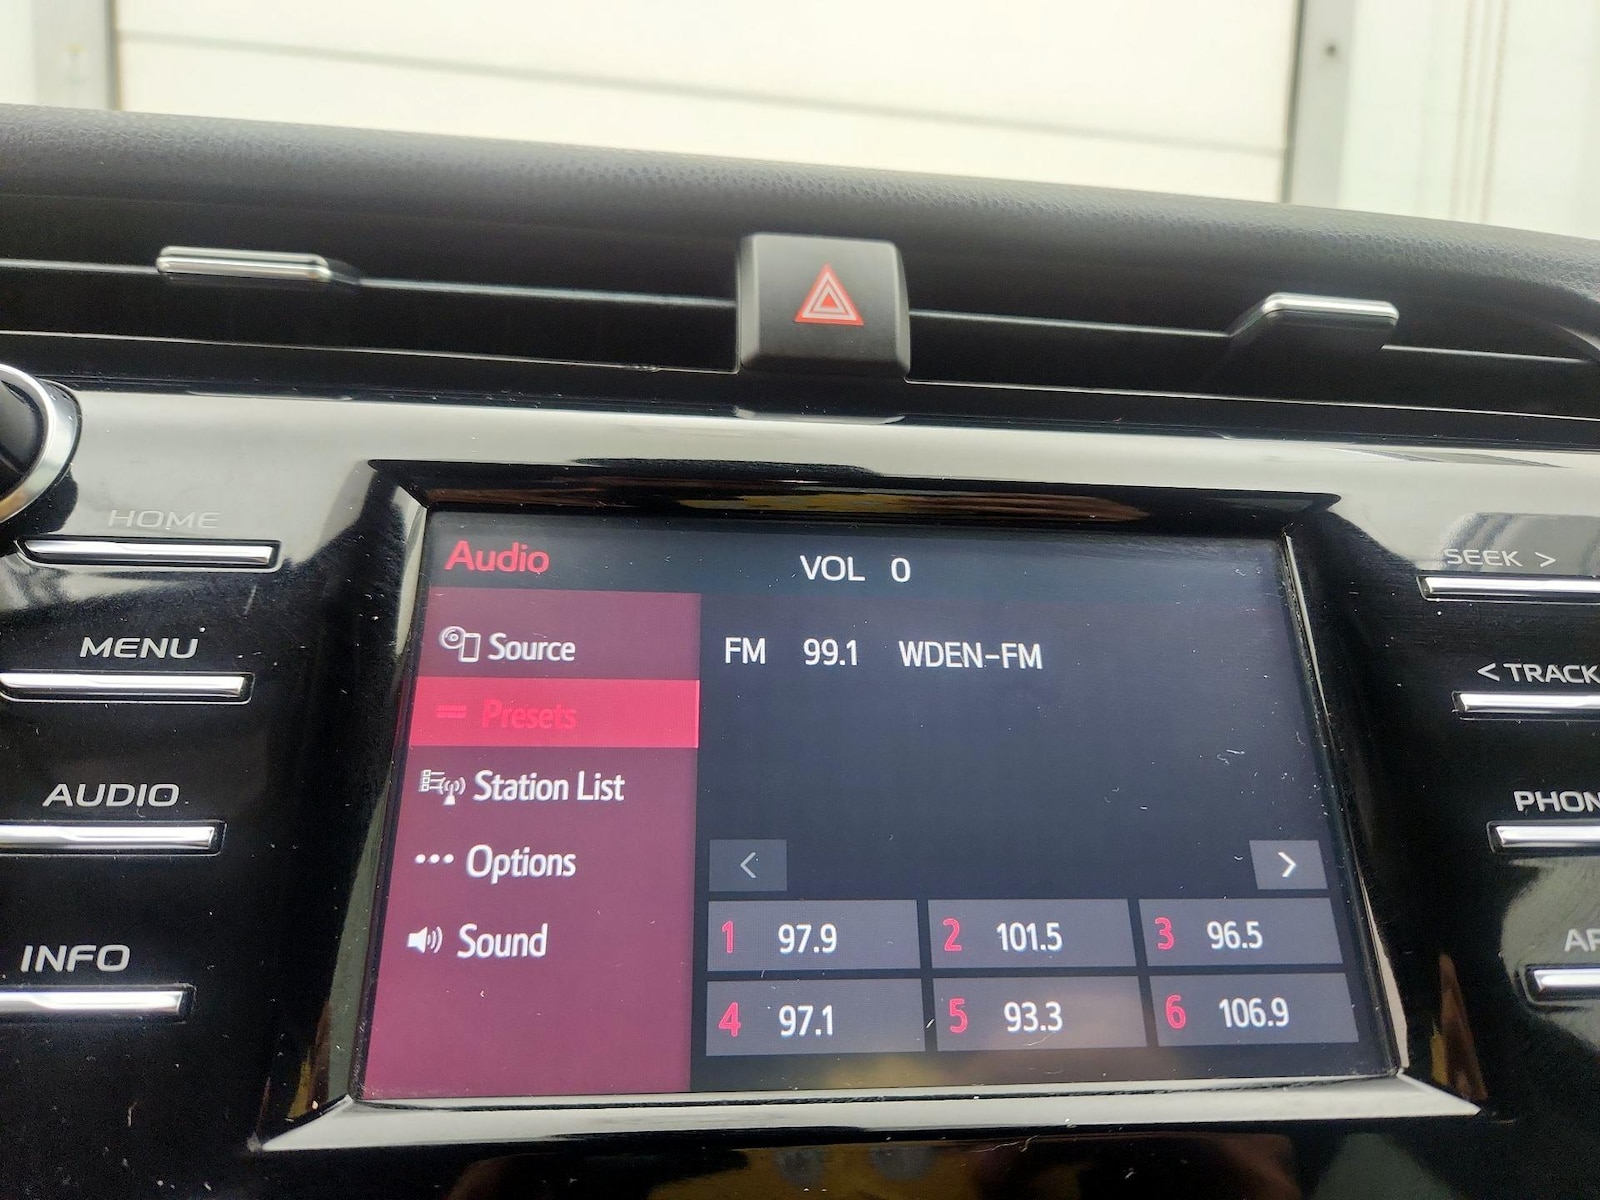 HOME
MENU
AUDIO
INFO
Audio
VOL 0
Source
Presets
Station List
Options
Sound
FM 99.1 WDEN-FM
<
>
1 97.9
2 101.5
3 96.5
4 97.1
5 93.3
6 106.9
SEEK >
< TRACK